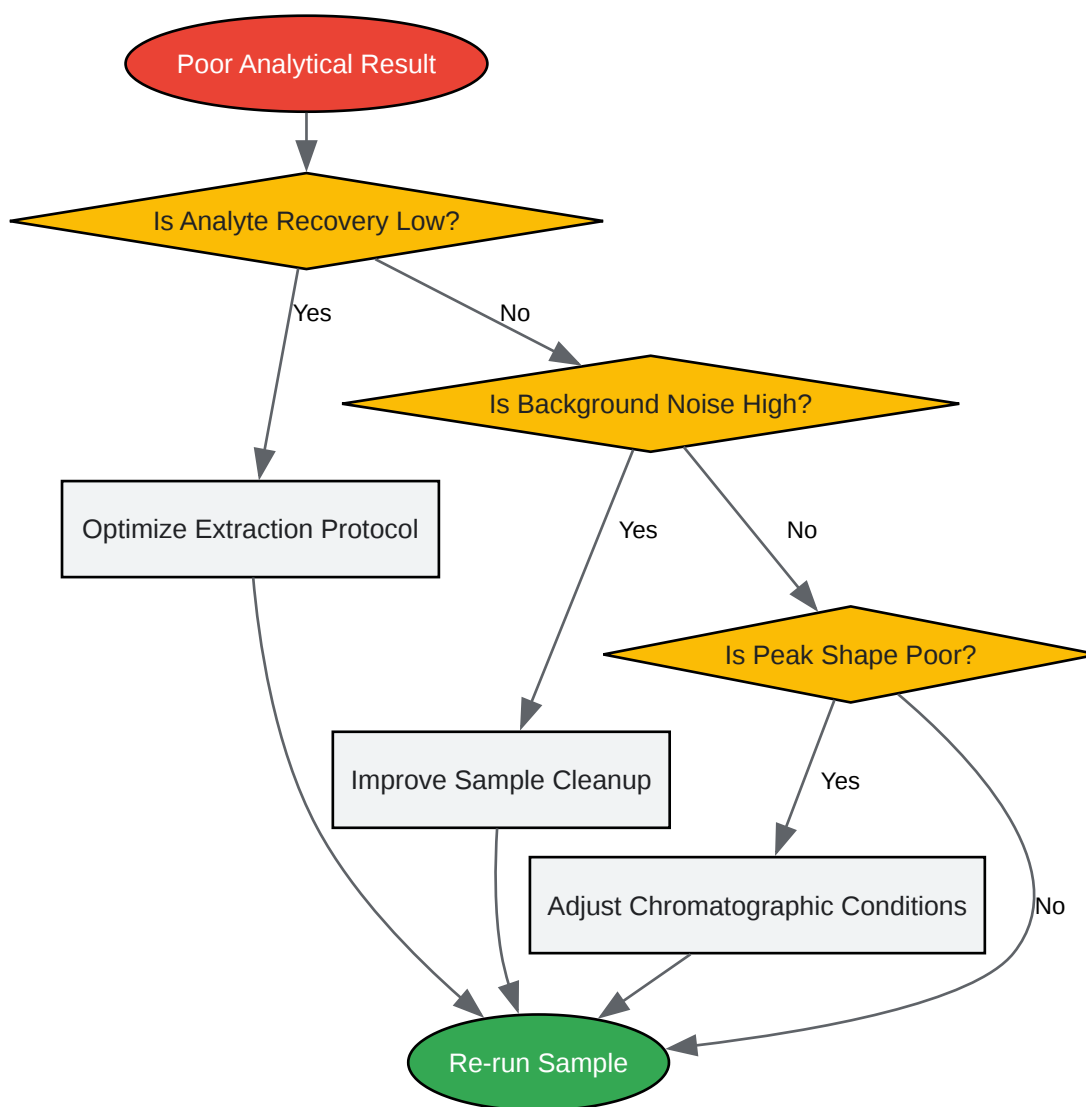 Poor Analytical Result
Is Analyte Recovery Low?
Yes
No
Is Background Noise High?
Optimize Extraction Protocol
Yes
No
Is Peak Shape Poor?
Improve Sample Cleanup
Yes
Adjust Chromatographic Conditions
No
Re-run Sample